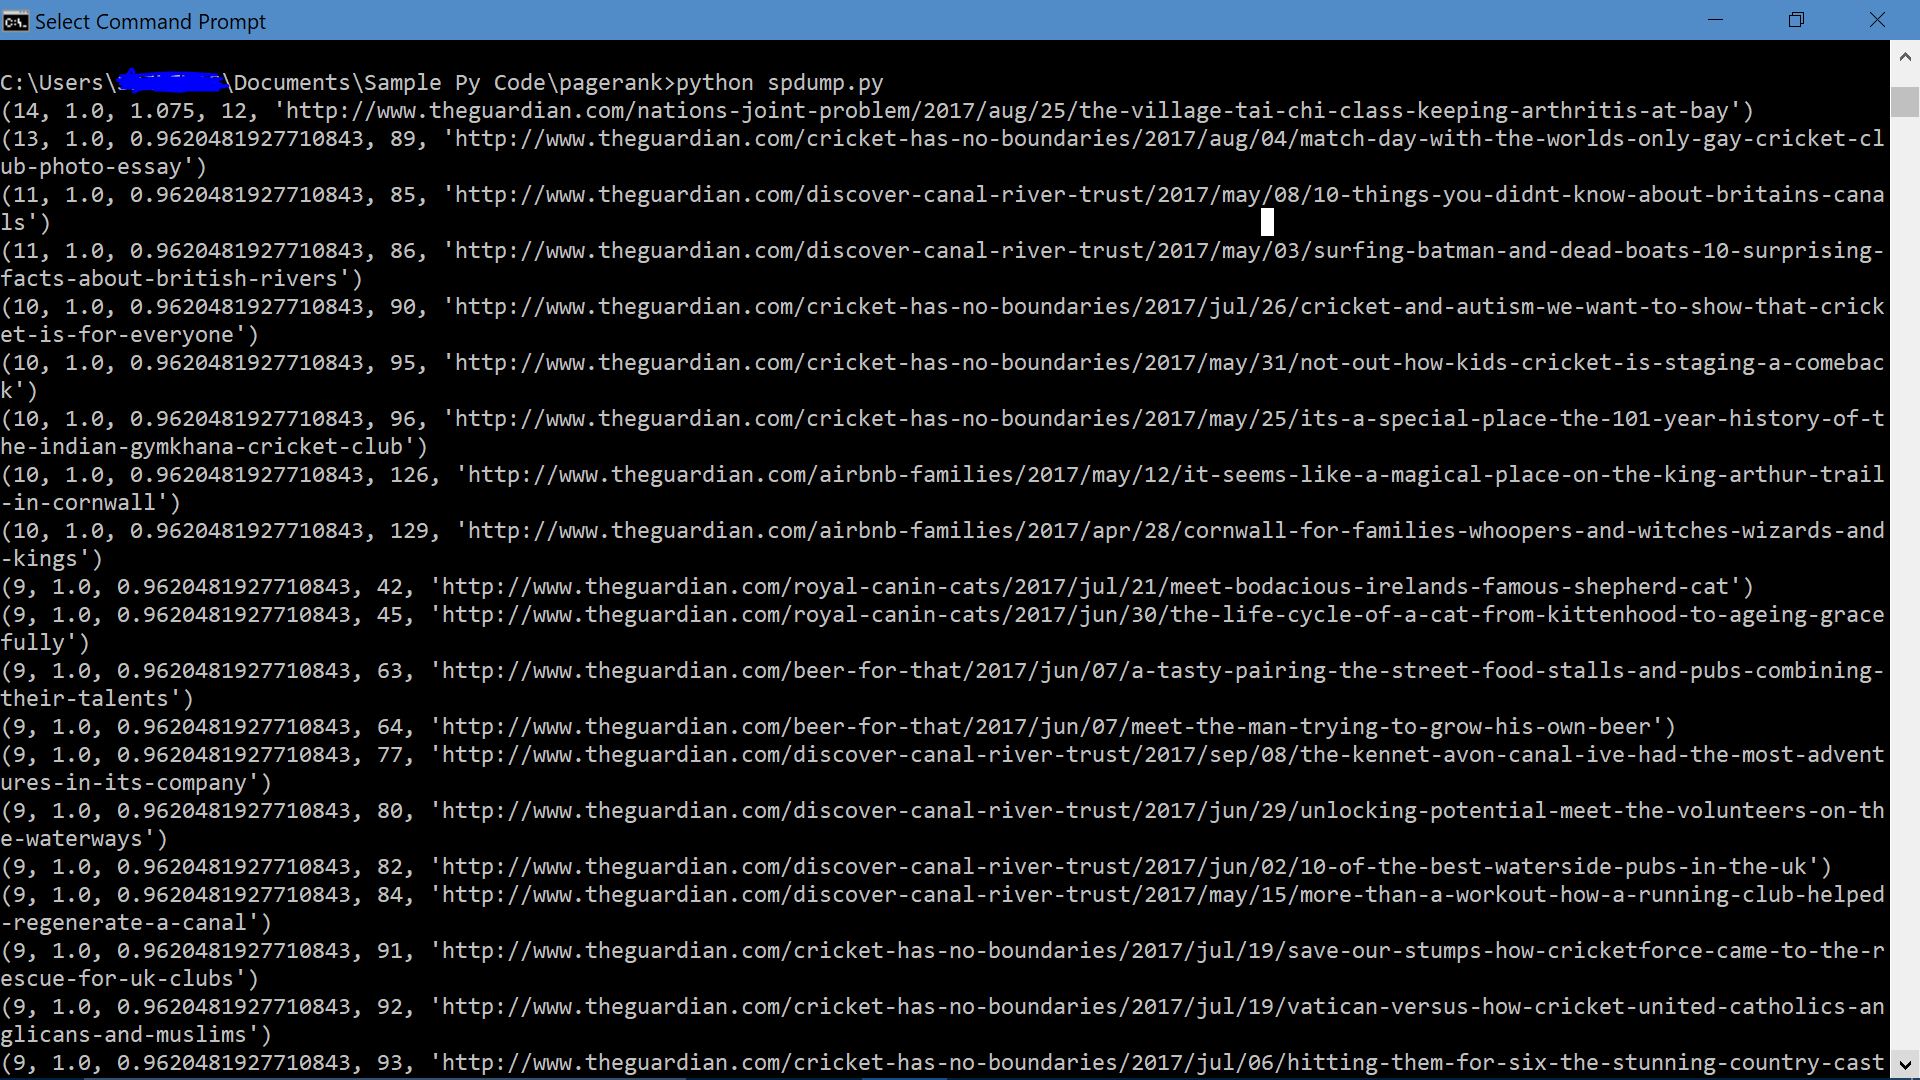 Select Command Prompt
C:\Users\ \Documents\Sample Py Code\pagerank>python spdump.py
(14, 1.0, 1.075, 12, 'http://www.theguardian.com/nations-joint-problem/2017/aug/25/the-village-tai-chi-class-keeping-arthritis-at-bay')
(13, 1.0, 0.9620481927710843, 89, 'http://www.theguardian.com/cricket-has-no-boundaries/2017/aug/04/match-day-with-the-worlds-only-gay-cricket-cl
ub-photo-essay')
(11, 1.0, 0.9620481927710843, 85, 'http://www.theguardian.com/discover-canal-river-trust/2017/may/08/10-things-you-didnt-know-about-britains-cana
ls')
(11, 1.0, 0.9620481927710843, 86, 'http://www.theguardian.com/discover-canal-river-trust/2017/may/03/surfing-batman-and-dead-boats-10-surprising-
facts-about-british-rivers')
(10, 1.0, 0.9620481927710843, 90, 'http://www.theguardian.com/cricket-has-no-boundaries/2017/jul/26/cricket-and-autism-we-want-to-show-that-crick
et-is-for-everyone')
(10, 1.0, 0.9620481927710843, 95, 'http://www.theguardian.com/cricket-has-no-boundaries/2017/may/31/not-out-how-kids-cricket-is-staging-a-comebac
k')
(10, 1.0, 0.9620481927710843, 96, 'http://www.theguardian.com/cricket-has-no-boundaries/2017/may/25/its-a-special-place-the-101-year-history-of-t
he-indian-gymkhana-cricket-club')
(10, 1.0, 0.9620481927710843, 126, 'http://www.theguardian.com/airbnb-families/2017/may/12/it-seems-like-a-magical-place-on-the-king-arthur-trail
-in-cornwall')
(10, 1.0, 0.9620481927710843, 129, 'http://www.theguardian.com/airbnb-families/2017/apr/28/cornwall-for-families-whoopers-and-witches-wizards-and
-kings')
(9, 1.0, 0.9620481927710843, 42, 'http://www.theguardian.com/royal-canin-cats/2017/jul/21/meet-bodacious-irelands-famous-shepherd-cat')
(9, 1.0, 0.9620481927710843, 45, 'http://www.theguardian.com/royal-canin-cats/2017/jun/30/the-life-cycle-of-a-cat-from-kittenhood-to-ageing-grace
fully')
(9, 1.0, 0.9620481927710843, 63, 'http://www.theguardian.com/beer-for-that/2017/jun/07/a-tasty-pairing-the-street-food-stalls-and-pubs-combining-
their-talents')
(9, 1.0, 0.9620481927710843, 64, 'http://www.theguardian.com/beer-for-that/2017/jun/07/meet-the-man-trying-to-grow-his-own-beer')
(9, 1.0, 0.9620481927710843, 77, 'http://www.theguardian.com/discover-canal-river-trust/2017/sep/08/the-kennet-avon-canal-ive-had-the-most-advent
ures-in-its-company')
(9, 1.0, 0.9620481927710843, 80, 'http://www.theguardian.com/discover-canal-river-trust/2017/jun/29/unlocking-potential-meet-the-volunteers-on-th
e-waterways')
(9, 1.0, 0.9620481927710843, 82, 'http://www.theguardian.com/discover-canal-river-trust/2017/jun/02/10-of-the-best-waterside-pubs-in-the-uk')
(9, 1.0, 0.9620481927710843, 84, 'http://www.theguardian.com/discover-canal-river-trust/2017/may/15/more-than-a-workout-how-a-running-club-helped
-regenerate-a-canal')
(9, 1.0, 0.9620481927710843, 91, 'http://www.theguardian.com/cricket-has-no-boundaries/2017/jul/19/save-our-stumps-how-cricketforce-came-to-the-r
escue-for-uk-clubs')
(9, 1.0, 0.9620481927710843, 92, 'http://www.theguardian.com/cricket-has-no-boundaries/2017/jul/19/vatican-versus-how-cricket-united-catholics-an
glicans-and-muslims')
(9, 1.0, 0.9620481927710843, 93, 'http://www.theguardian.com/cricket-has-no-boundaries/2017/jul/06/hitting-them-for-six-the-stunning-country-cast